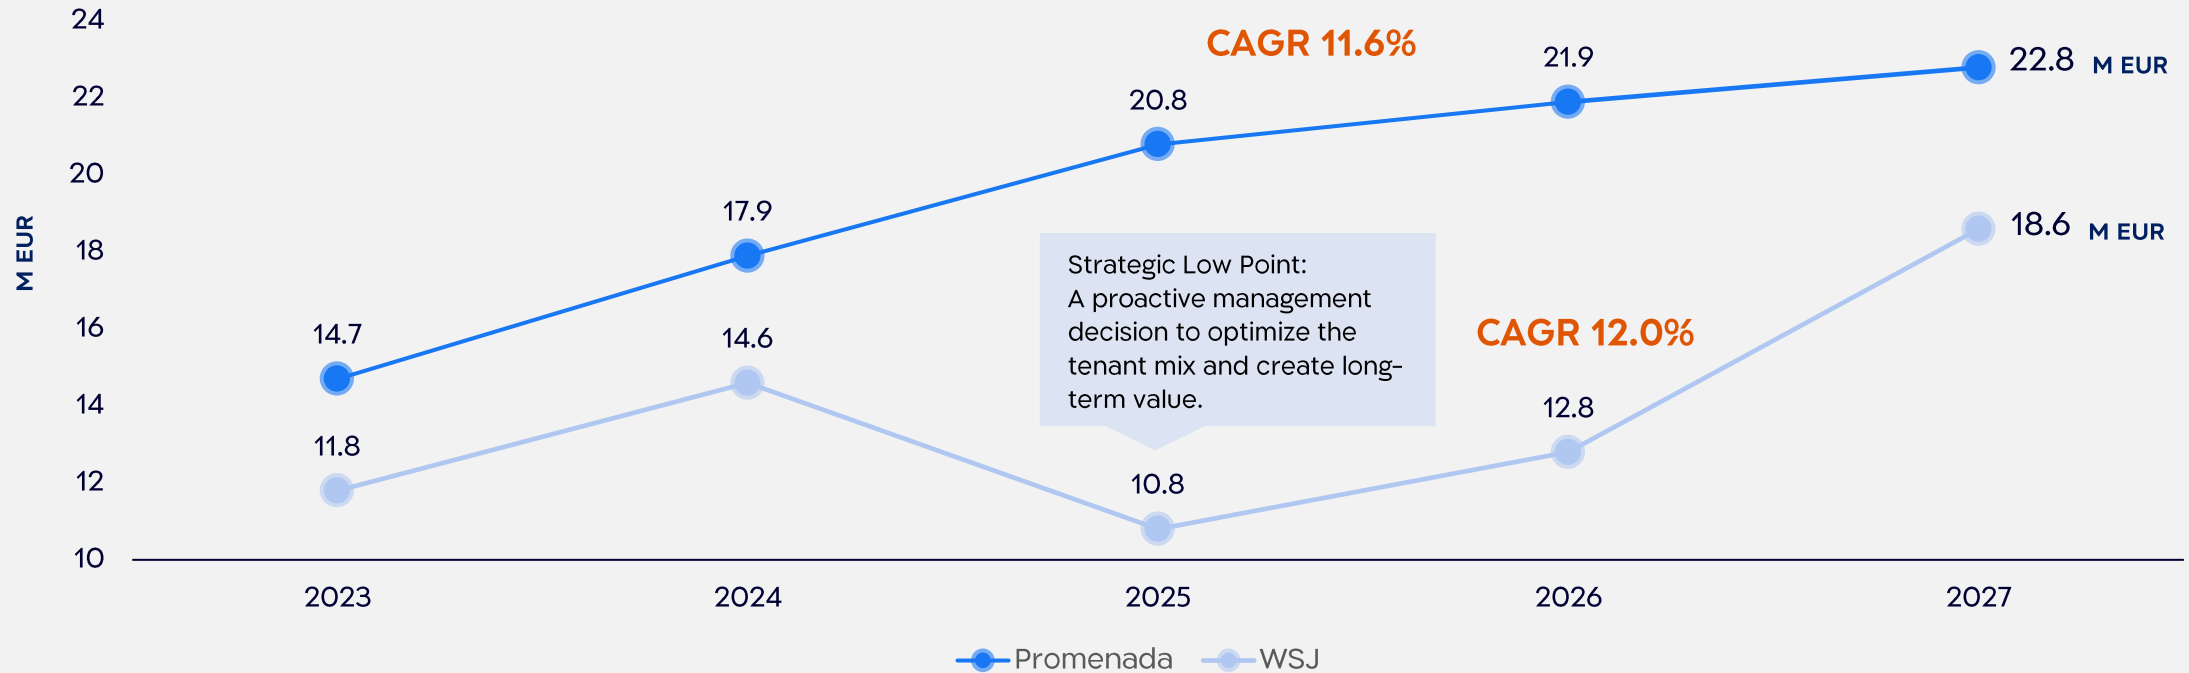 24
22
20
18
16
14
12
10
M EUR
CAGR 11.6%
14.7
17.9
20.8
21.9
22.8 M EUR
Strategic Low Point:
A proactive management
decision to optimize the
tenant mix and create long-
term value.
CAGR 12.0%
11.8
14.6
10.8
12.8
18.6 M EUR
2023 2024 2025 2026 2027
Promenada WSJ